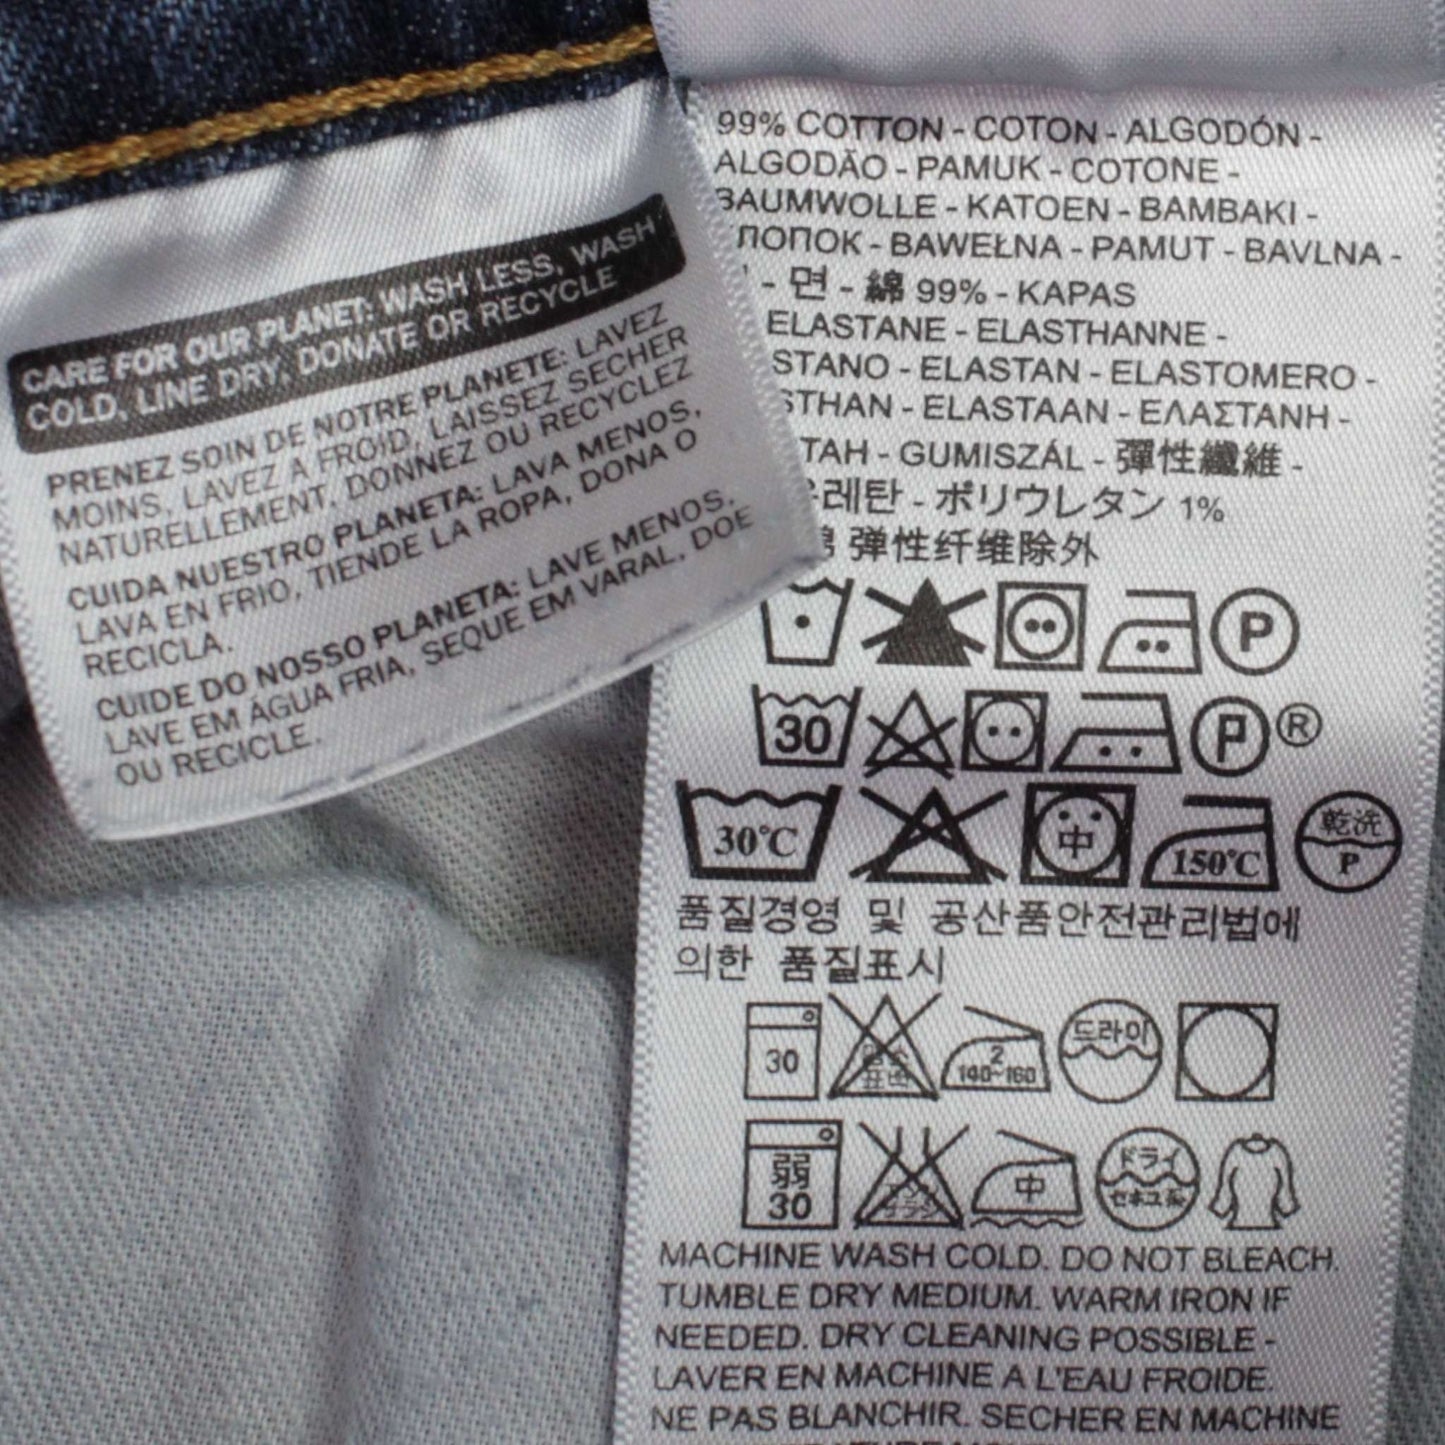 CARE FOR OUR PLANET: WASH LESS, WASH
COLD, LINE DRY, DONATE OR RECYCLE
PRENEZ SOIN DE NOTRE PLANETE: LAVEZ
MOINS, LAVEZ A FROID, LAISSEZ SECHER
NATURELLEMENT, DONNEZ OU RECYCLEZ
CUIDA NUESTRO PLANETA: LAVA MENOS,
LAVA EN FRIO, TIENDE LA ROPA, DONA O
RECICLA.
CUIDE DO NOSSO PLANETA: LAVE MENOS,
LAVE EM ÁGUA FRIA, SEQUE EM VARAL, DOE
OU RECICLE.
99% COTTON - COTON - ALGODÓN -
ALGODÃO - PAMUK - COTONE -
BAUMWOLLE - KATOEN - BAMBAKI -
ЛОПОК - BAWEŁNA - PAMUT - BAVLNA -
- 면 - 綿 99% - KAPAS
ELASTANE - ELASTHANNE -
STANO - ELASTAN - ELASTOMERO -
STHAN - ELASTAAN - ΕΛΑΣΤΑΝΗ -
ТАН - GUMISZÁL - 彈性纖維 -
레탄 - ポリウレタン 1%
弹性纤维除外
P
30 P ®
30℃ 中 150℃ 乾洗 P
품질경영 및 공산품안전관리법에
의한 품질표시
30 2 140~160 드라이
弱 30 中 ドライ
MACHINE WASH COLD. DO NOT BLEACH.
TUMBLE DRY MEDIUM. WARM IRON IF
NEEDED. DRY CLEANING POSSIBLE -
LAVER EN MACHINE A L'EAU FROIDE.
NE PAS BLANCHIR. SECHER EN MACHINE